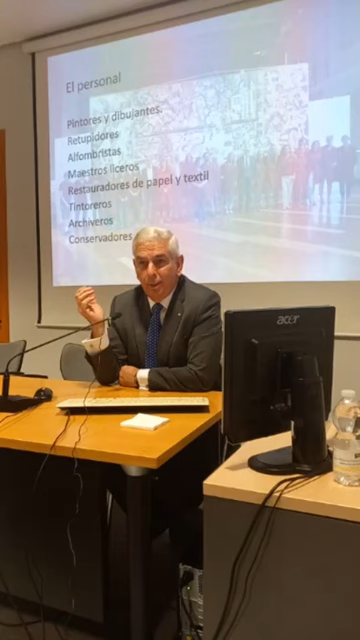 El personal
Pintores y dibujantes.
Retupidores
Alfombristas
Maestros liceros
Restauradores de papel y textil
Tintoreros
Archiveros
Conservadores
acer